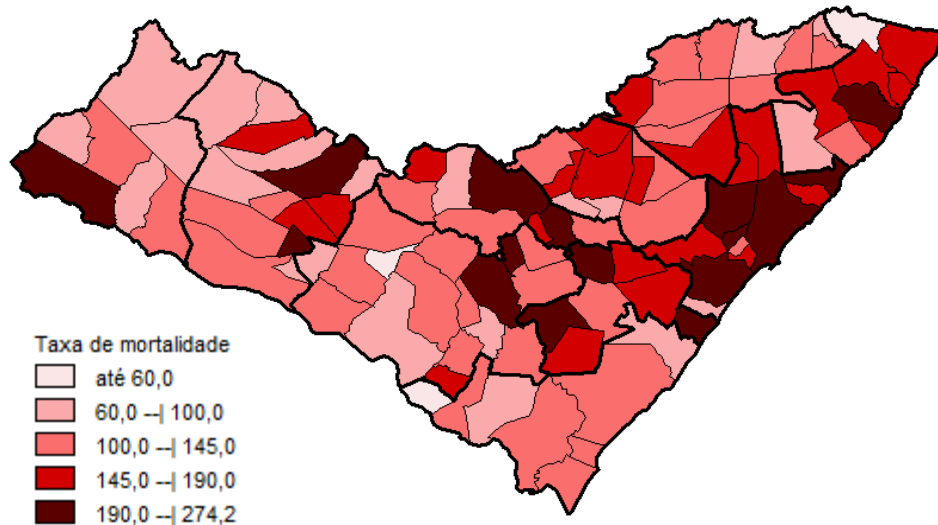 Taxa de mortalidade
até 60,0
60,0 --| 100,0
100,0 --| 145,0
145,0 --| 190,0
190,0 --| 274,2